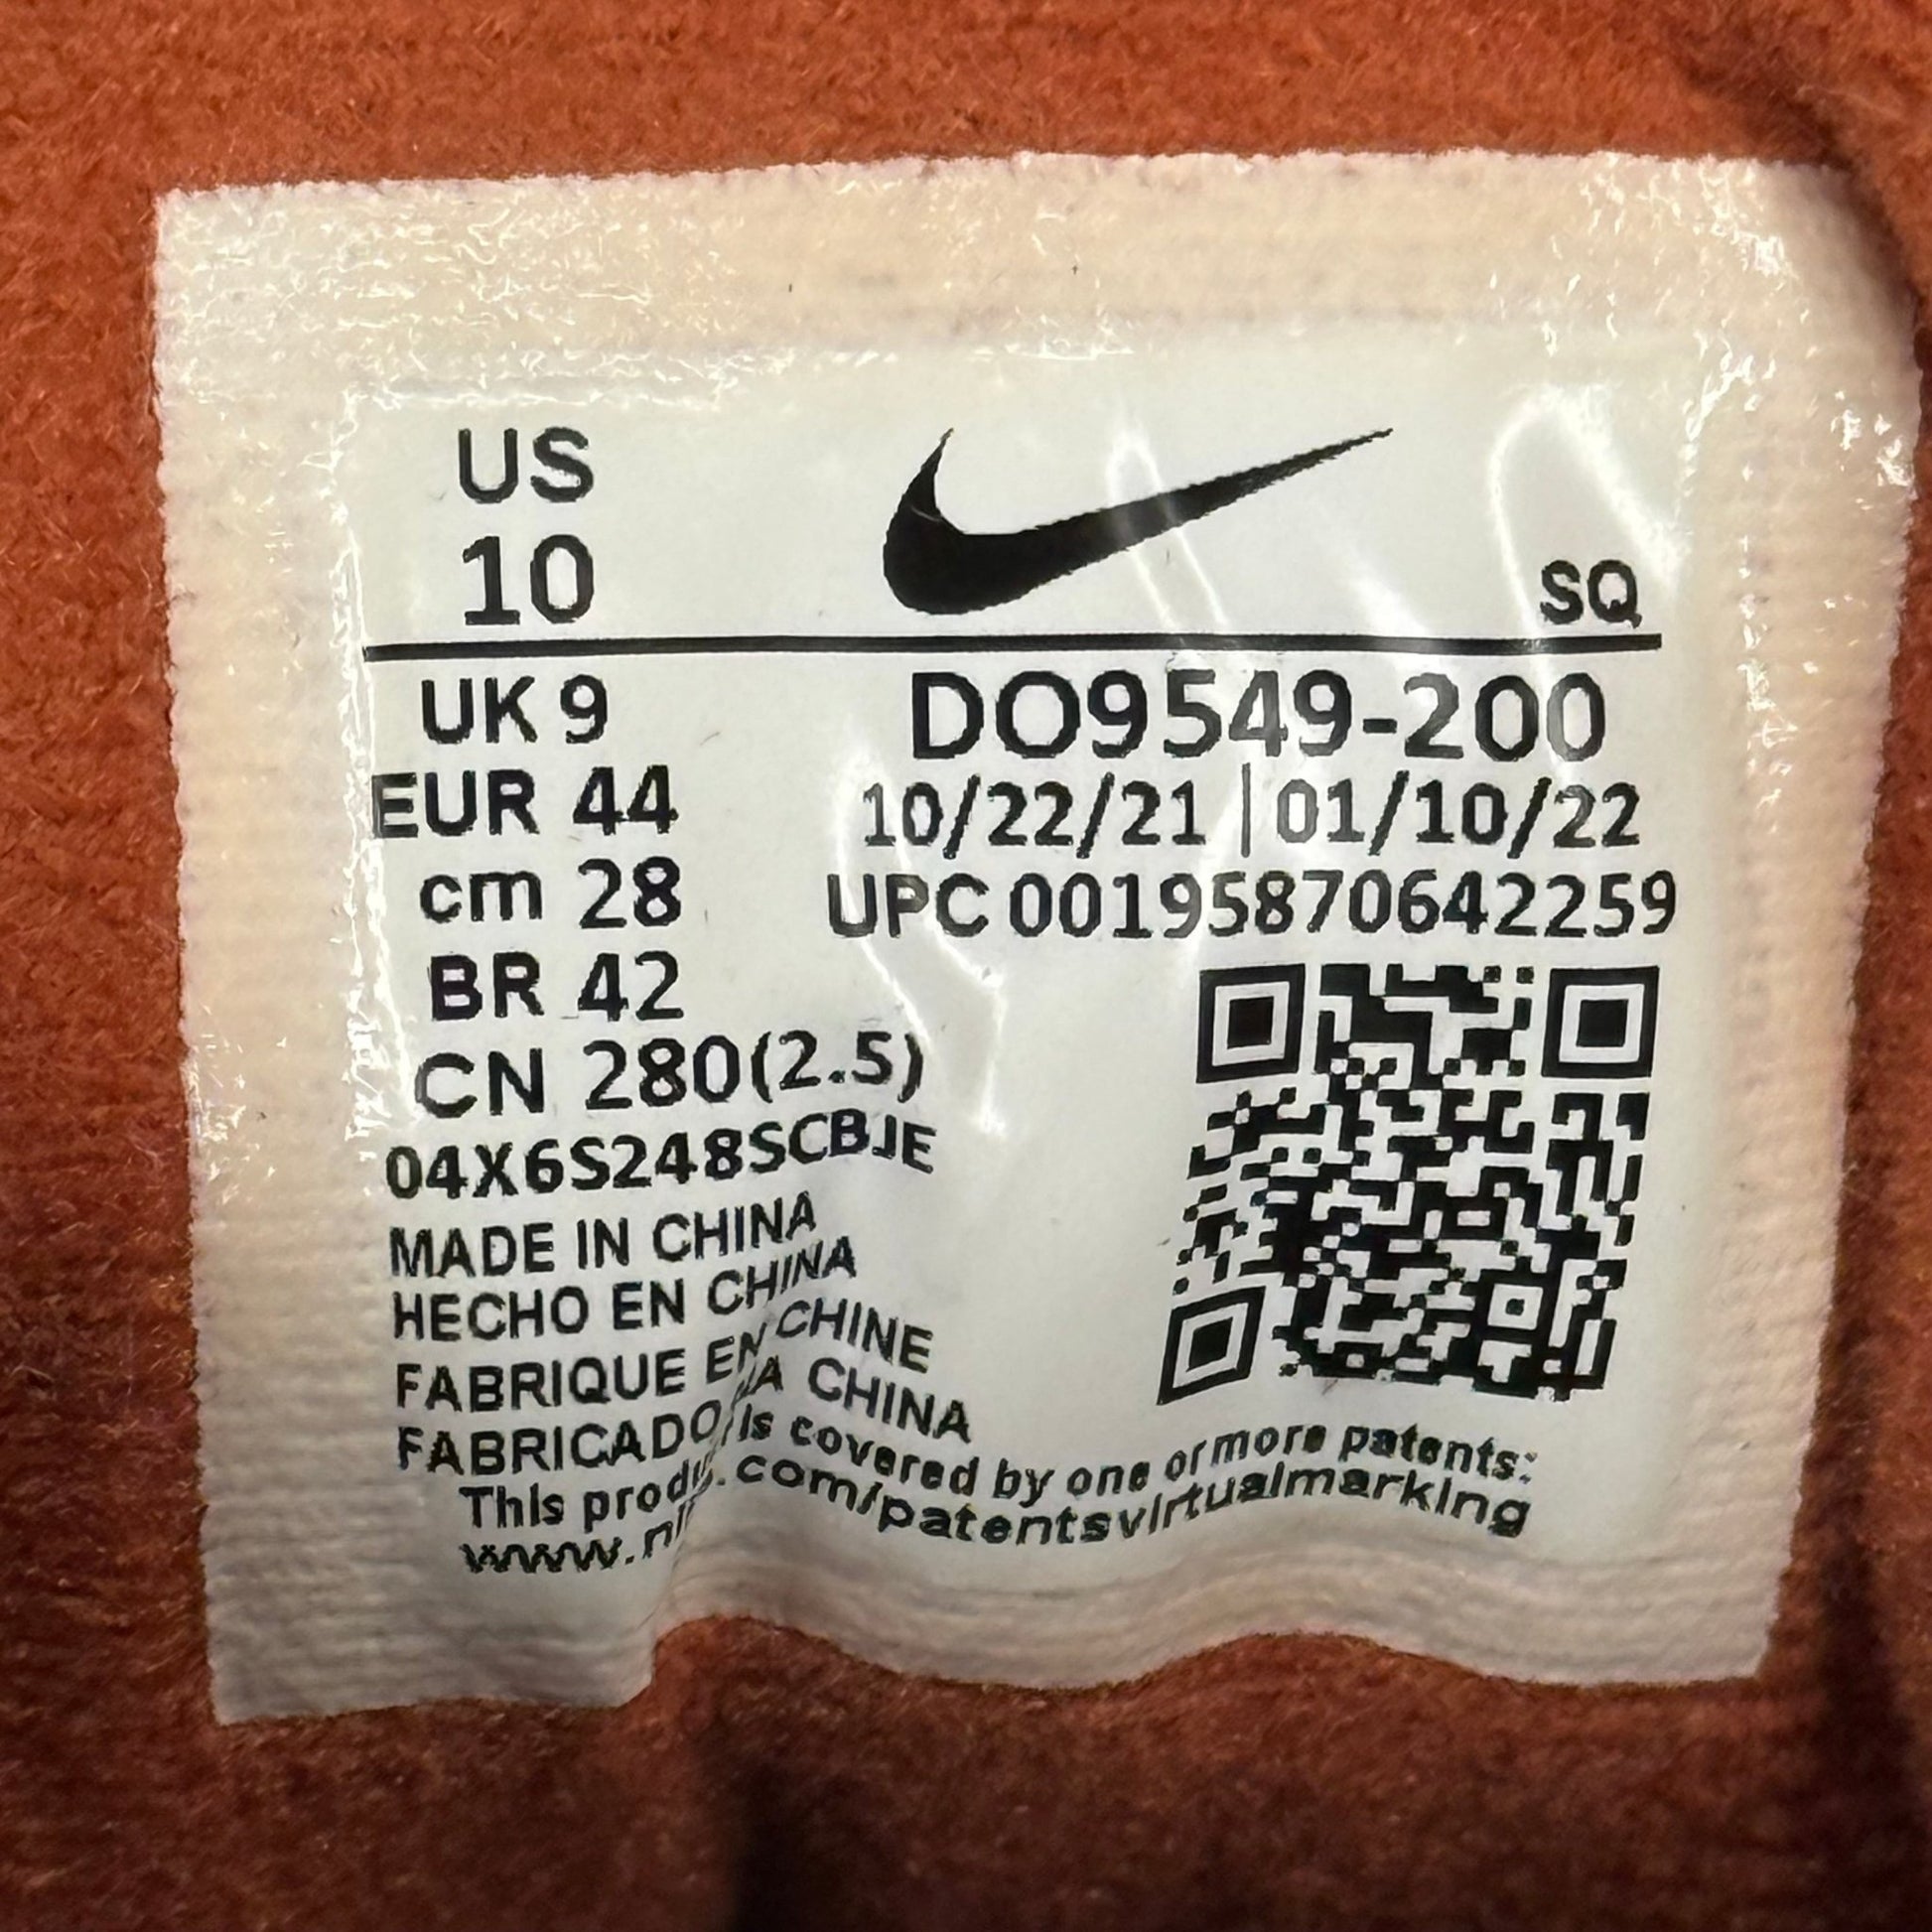 US
10
SQ
UK 9
EUR 44
cm 28
BR 42
CN 280(2.5)
04X6S248SCBJE
DO9549-200
10/22/21 | 01/10/22
UPC 00195870642259
MADE IN CHINA
HECHO EN CHINA
FABRIQUE EN CHINE
FABRICADO NA CHINA
This is covered by one or more patents:
.com/patentsvirtualmarking